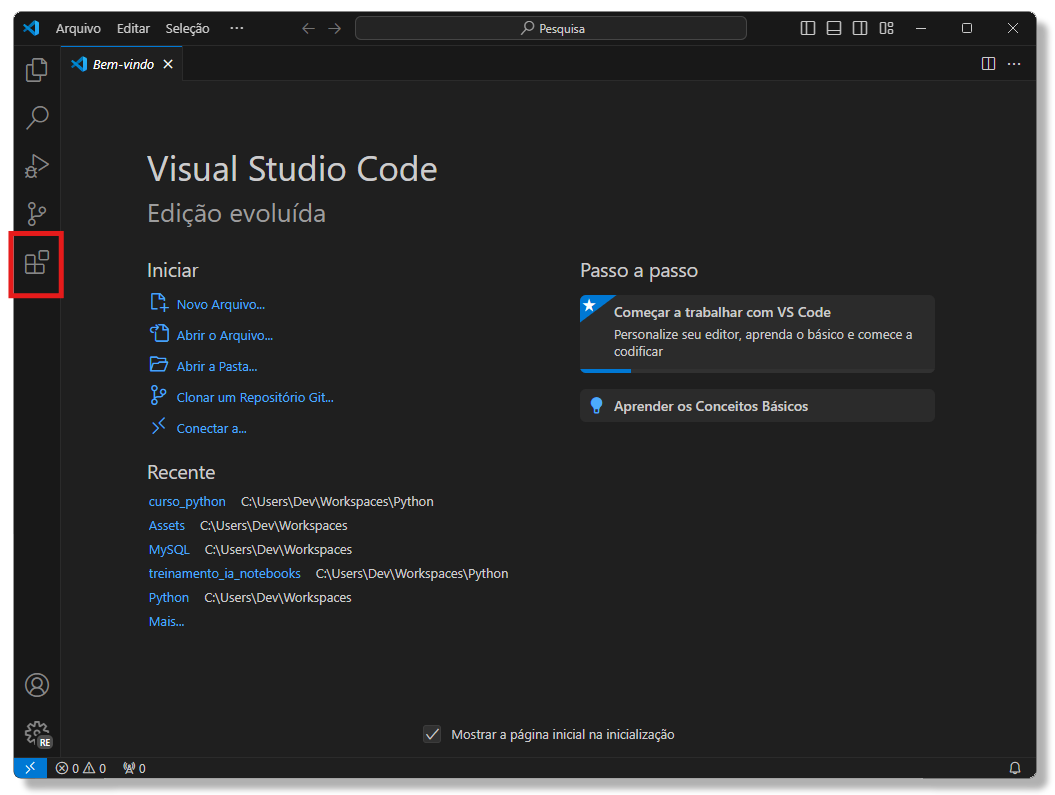 Arquivo Editar Seleção ... Pesquisa
Bem-vindo
Visual Studio Code
Edição evoluída
Iniciar
Novo Arquivo...
Abrir o Arquivo...
Abrir a Pasta...
Clonar um Repositório Git...
Conectar a...
Passo a passo
Começar a trabalhar com VS Code
Personalize seu editor, aprenda o básico e comece a
codificar
Aprender os Conceitos Básicos
Recente
curso_python C:\Users\Dev\Workspaces\Python
Assets C:\Users\Dev\Workspaces
MySQL C:\Users\Dev\Workspaces
treinamento_ia_notebooks C:\Users\Dev\Workspaces\Python
Python C:\Users\Dev\Workspaces
Mais...
Mostrar a página inicial na inicialização
RE
0 0 0